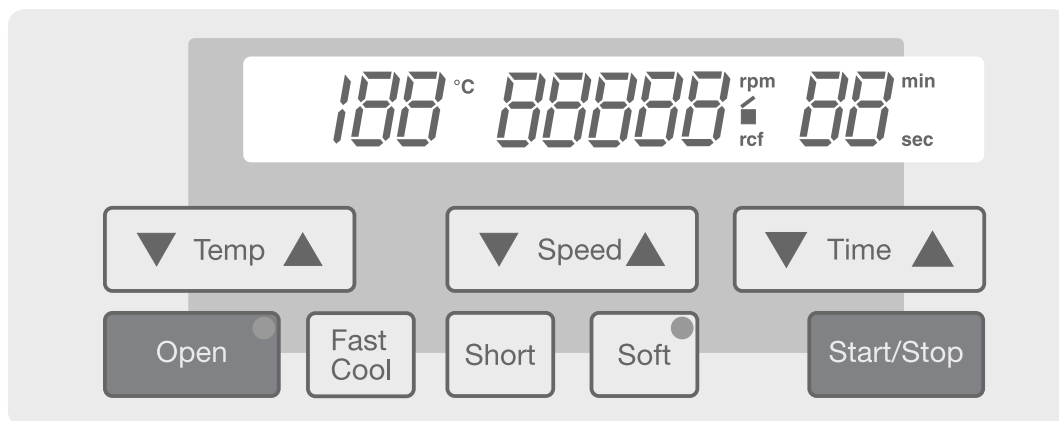 188 °C 88888 rpm 88 min
rcf sec
Temp Speed Time
Open Fast Cool Short Soft Start/Stop